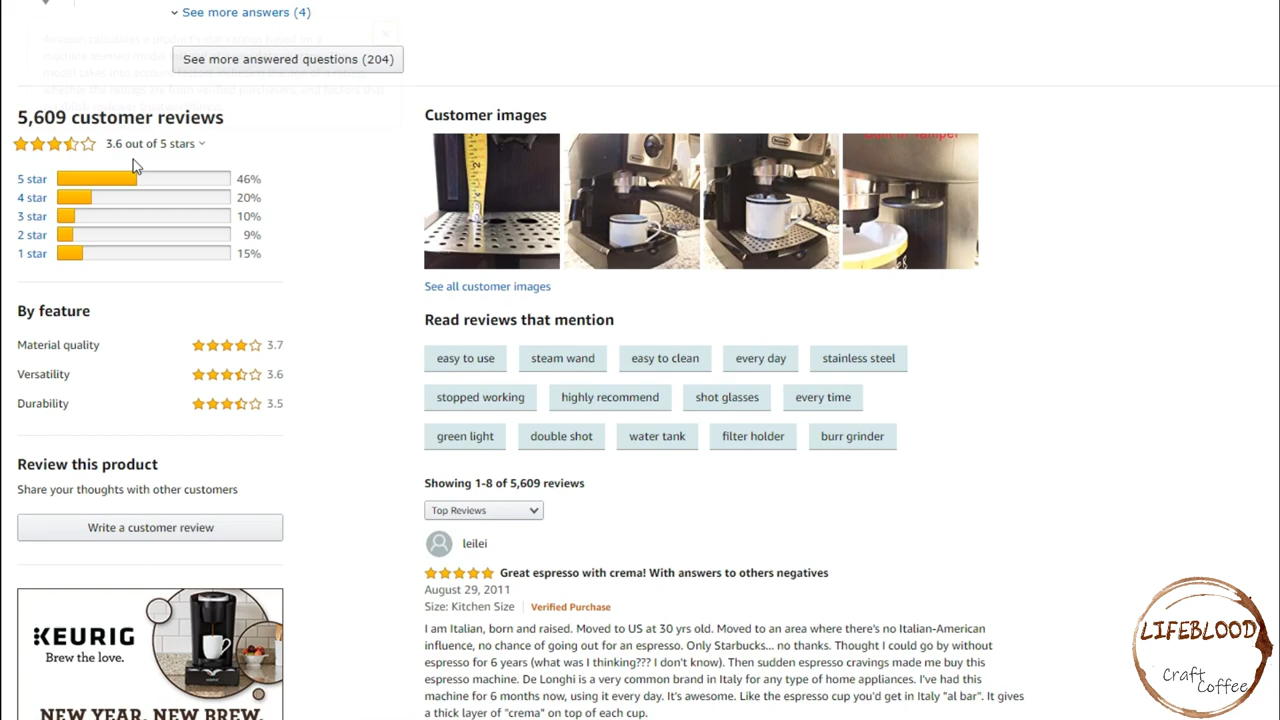 See more answers (4)
See more answered questions (204)
5,609 customer reviews
3.6 out of 5 stars
5 star 46%
4 star 20%
3 star 10%
2 star 9%
1 star 15%
By feature
Material quality 3.7
Versatility 3.6
Durability 3.5
Review this product
Share your thoughts with other customers
Write a customer review
KEURIG
Brew the love.
NEW YEAR. NEW BREW.
Customer images
See all customer images
Read reviews that mention
easy to use steam wand easy to clean every day stainless steel
stopped working highly recommend shot glasses every time
green light double shot water tank filter holder burr grinder
Showing 1-8 of 5,609 reviews
Top Reviews
leilei
Great espresso with crema! With answers to others negatives
August 29, 2011
Size: Kitchen Size Verified Purchase
I am Italian, born and raised. Moved to US at 30 yrs old. Moved to an area where there's no Italian-American
influence, no chance of going out for an espresso. Only Starbucks... no thanks. Thought I could go by without
espresso for 6 years (what was I thinking??? I don't know). Then sudden espresso cravings made me buy this
espresso machine. De Longhi is a very common brand in Italy for any type of home appliances. I've had this
machine for 6 months now, using it every day. It's awesome. Like the espresso cup you'd get in Italy "al bar". It gives
a thick layer of "crema" on top of each cup.
LIFEBLOOD
Craft
Coffee